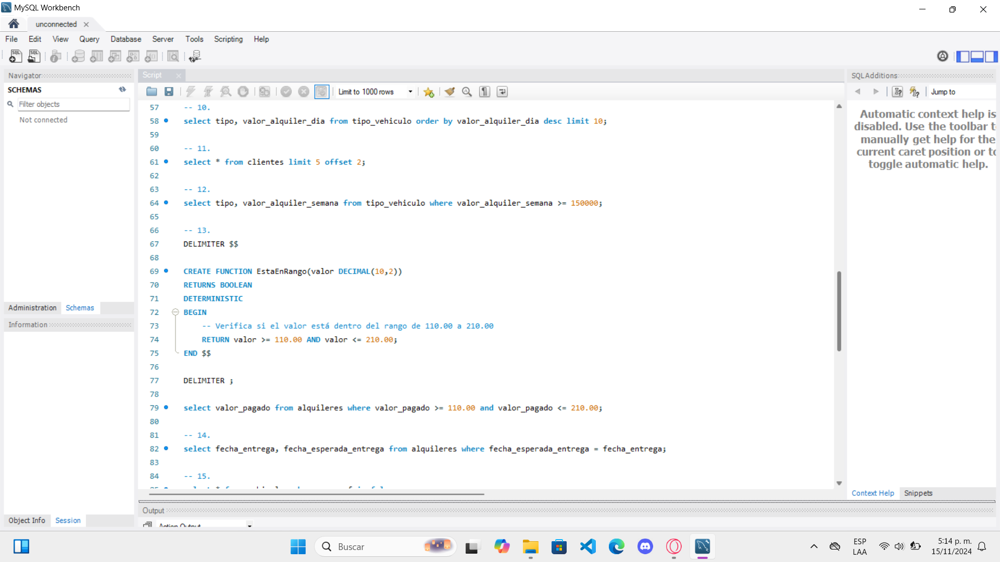 MySQL Workbench
unconnected
File Edit View Query Database Server Tools Scripting Help
Navigator
SCHEMAS
Filter objects
Not connected
Administration Schemas
Information
Object Info Session
Script
Limit to 1000 rows
57 -- 10.
58 select tipo, valor_alquiler_dia from tipo_vehiculo order by valor_alquiler_dia desc limit 10;
59
60 -- 11.
61 select * from clientes limit 5 offset 2;
62
63 -- 12.
64 select tipo, valor_alquiler_semana from tipo_vehiculo where valor_alquiler_semana >= 150000;
65
66 -- 13.
67 DELIMITER $$
68
69 CREATE FUNCTION EstaEnRango(valor DECIMAL(10,2))
70 RETURNS BOOLEAN
71 DETERMINISTIC
72 BEGIN
73 -- Verifica si el valor está dentro del rango de 110.00 a 210.00
74 RETURN valor >= 110.00 AND valor <= 210.00;
75 END $$
76
77 DELIMITER ;
78
79 select valor_pagado from alquileres where valor_pagado >= 110.00 and valor_pagado <= 210.00;
80
81 -- 14.
82 select fecha_entrega, fecha_esperada_entrega from alquileres where fecha_esperada_entrega = fecha_entrega;
83
84 -- 15.
Output
Action Output
SQLAdditions
Jump to
Automatic context help is
disabled. Use the toolbar t
manually get help for the
current caret position or to
toggle automatic help.
Context Help Snippets
Buscar
ESP
LAA
5:14 p. m.
15/11/2024